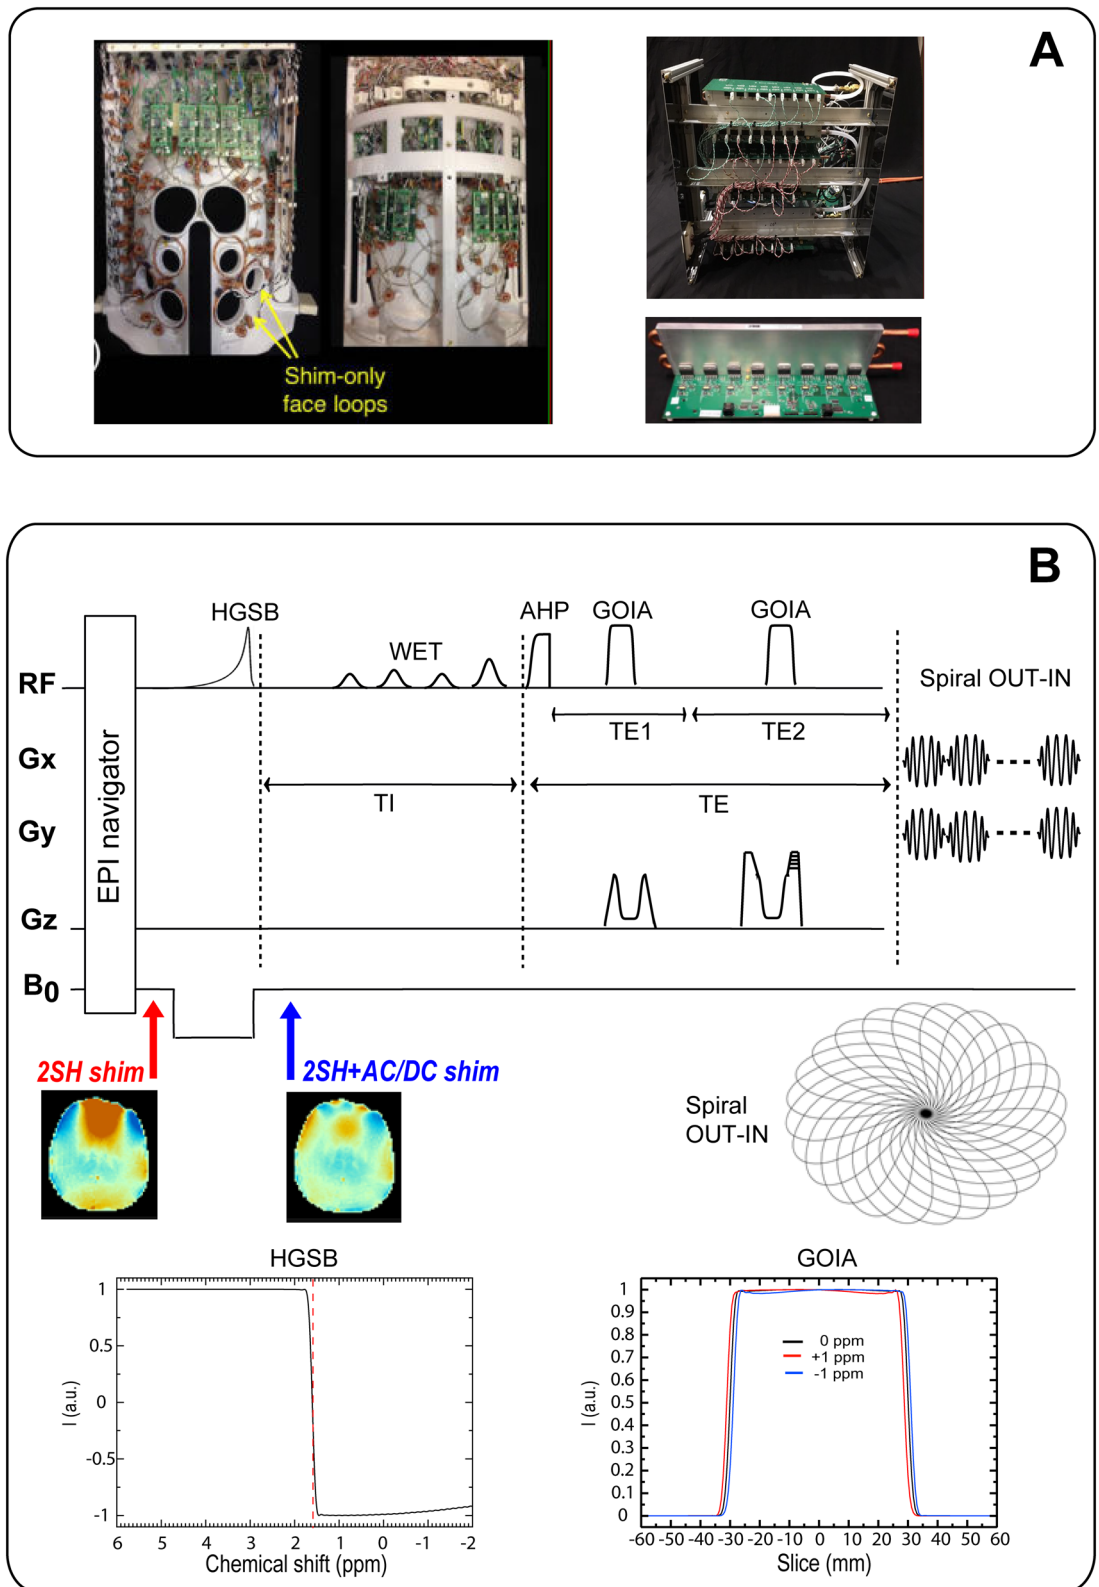 A
Shim-only
face loops
B
HGSB
WET
AHP
GOIA
GOIA
RF
Spiral OUT-IN
TE1
TE2
Gx
TI
TE
Gy
EPI navigator
Gz
B0
2SH shim
2SH+AC/DC shim
Spiral
OUT-IN
HGSB
1
0.5
0
-0.5
-1
I (a.u.)
6 5 4 3 2 1 0 -1 -2
Chemical shift (ppm)
GOIA
1
0.9
0.8
0.7
0.6
0.5
0.4
0.3
0.2
0.1
0
I (a.u.)
0 ppm
+1 ppm
-1 ppm
-60 -50 -40 -30 -20 -10 0 10 20 30 40 50 60
Slice (mm)